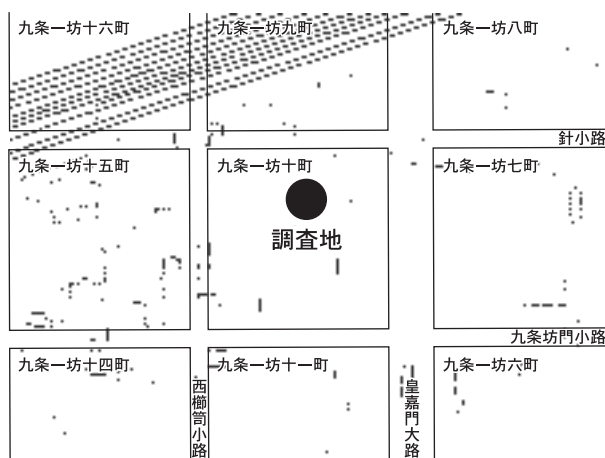 九条一坊十六町
九条一坊九町
九条一坊八町
針小路
九条一坊十五町
九条一坊十町
九条一坊七町
調査地
九条坊門小路
九条一坊十四町
九条一坊十一町
九条一坊六町
西櫛笥小路
皇嘉門大路